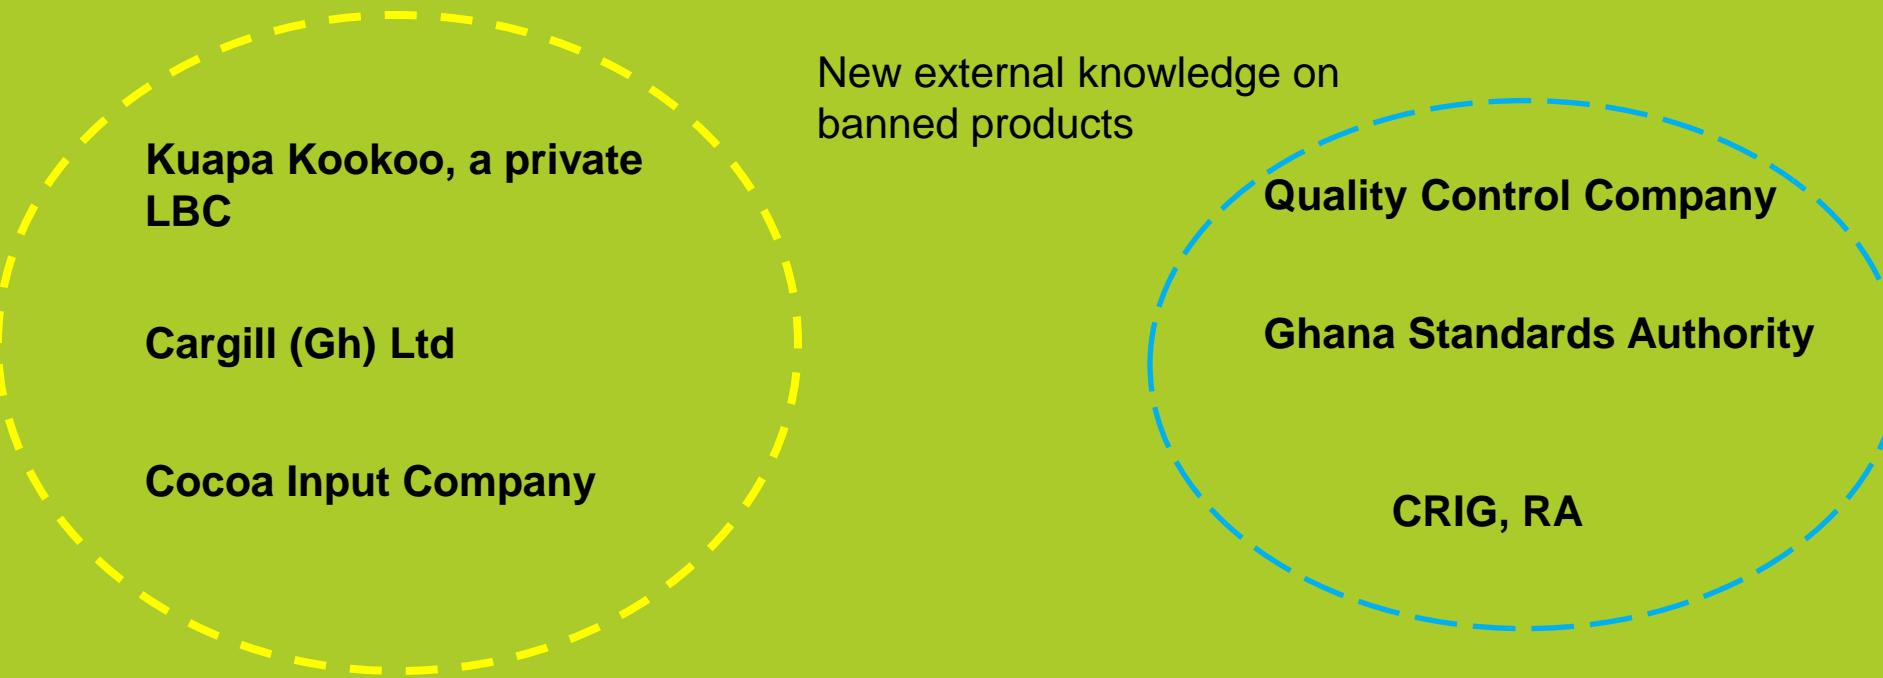 New external knowledge on
banned products
Kuapa Kookoo, a private
LBC
Cargill (Gh) Ltd
Cocoa Input Company
Quality Control Company
Ghana Standards Authority
CRIG, RA